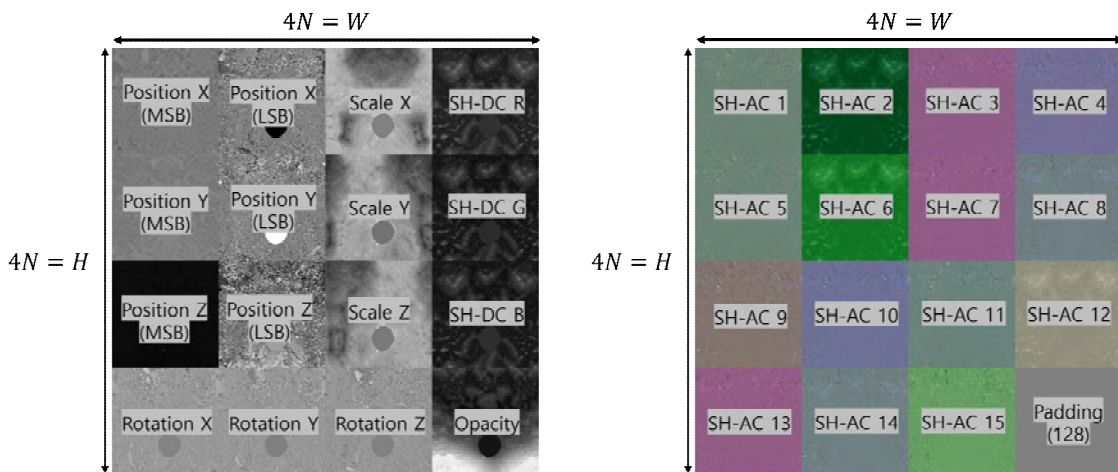 4N = W
4N = H
Position X
(MSB)
Position X
(LSB)
Scale X
SH-DC R
Position Y
(MSB)
Position Y
(LSB)
Scale Y
SH-DC G
Position Z
(MSB)
Position Z
(LSB)
Scale Z
SH-DC B
Rotation X
Rotation Y
Rotation Z
Opacity
4N = W
4N = H
SH-AC 1
SH-AC 2
SH-AC 3
SH-AC 4
SH-AC 5
SH-AC 6
SH-AC 7
SH-AC 8
SH-AC 9
SH-AC 10
SH-AC 11
SH-AC 12
SH-AC 13
SH-AC 14
SH-AC 15
Padding
(128)